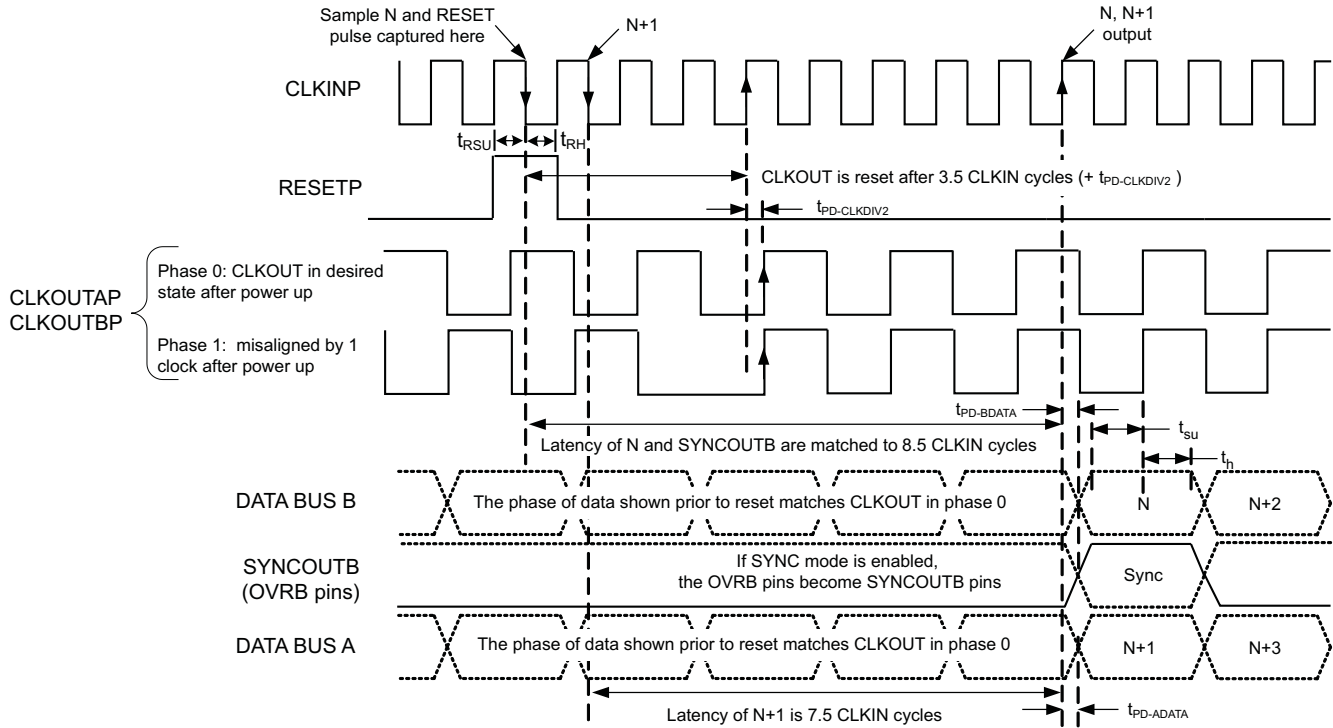 Sample N and RESET
pulse captured here
N+1
N, N+1
output
CLKINP
tRSU
tRH
RESETP
CLKOUT is reset after 3.5 CLKIN cycles (+ tPD-CLKDIV2 )
tPD-CLKDIV2
CLKOUTAP
CLKOUTBP
Phase 0: CLKOUT in desired
state after power up
Phase 1: misaligned by 1
clock after power up
tPD-BDATA
tsu
Latency of N and SYNCOUTB are matched to 8.5 CLKIN cycles
th
DATA BUS B
The phase of data shown prior to reset matches CLKOUT in phase 0
N
N+2
SYNCOUTB
(OVRB pins)
If SYNC mode is enabled,
the OVRB pins become SYNCOUTB pins
Sync
DATA BUS A
The phase of data shown prior to reset matches CLKOUT in phase 0
N+1
N+3
Latency of N+1 is 7.5 CLKIN cycles
tPD-ADATA